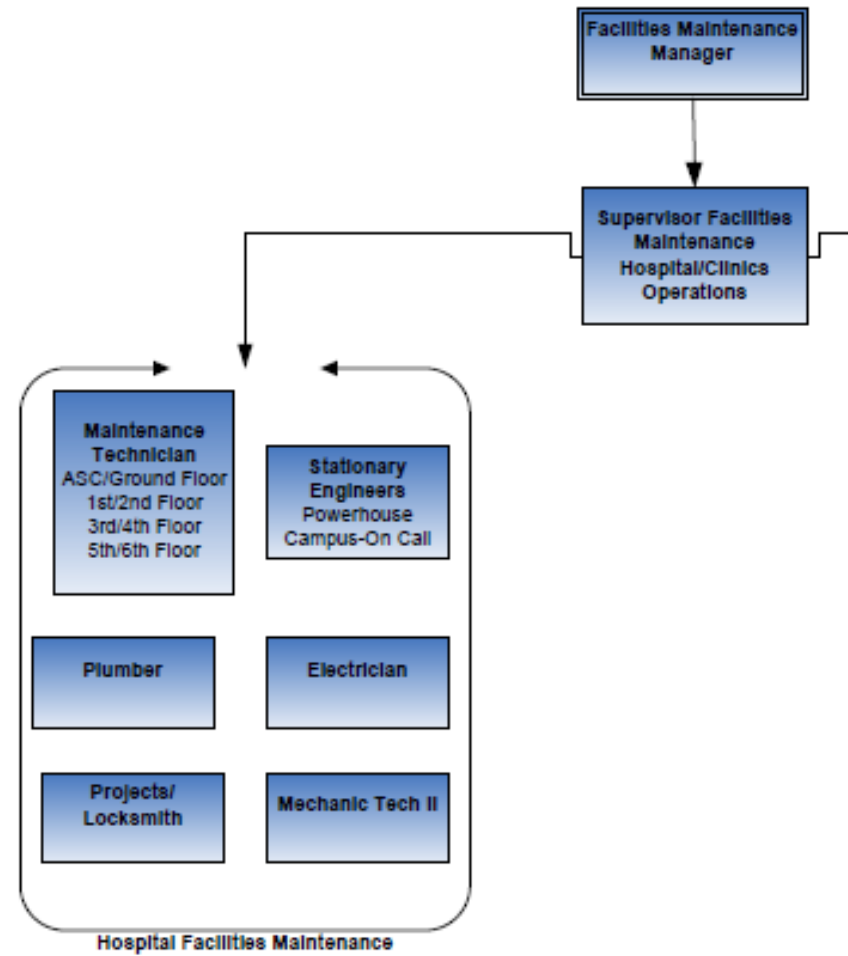 Facilities Maintenance
Manager
Supervisor Facilities
Maintenance
Hospital/Clinics
Operations
Maintenance
Technician
ASC/Ground Floor
1st/2nd Floor
3rd/4th Floor
5th/6th Floor
Stationary
Engineers
Powerhouse
Campus-On Call
Plumber
Electrician
Projects/
Locksmith
Mechanic Tech II
Hospital Facilities Maintenance